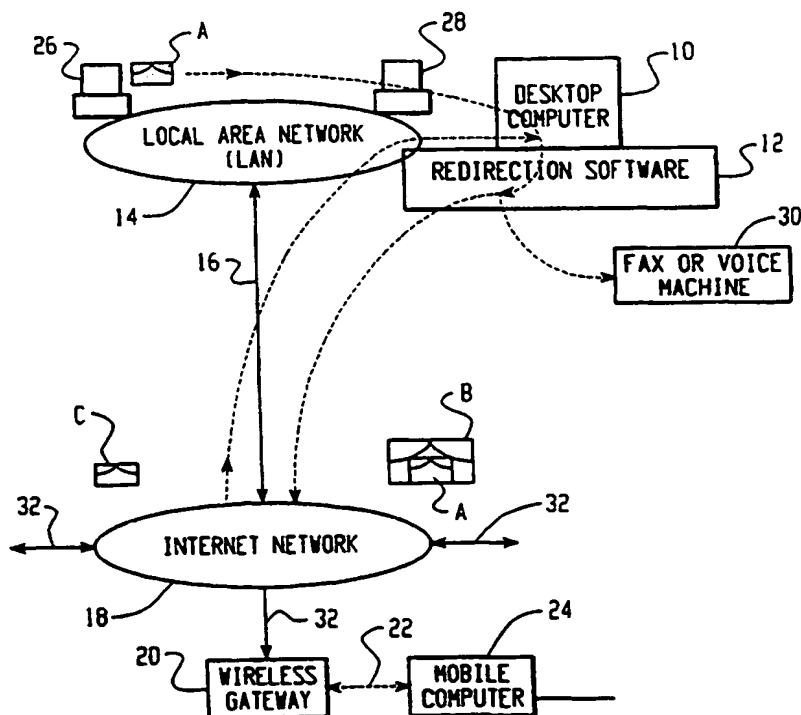 26
A
28
10
DESKTOP
COMPUTER
LOCAL AREA NETWORK
(LAN)
REDIRECTION SOFTWARE
12
14
16
30
FAX OR VOICE
MACHINE
C
B
A
32
32
INTERNET NETWORK
18
32
24
20
22
WIRELESS
GATEWAY
MOBILE
COMPUTER